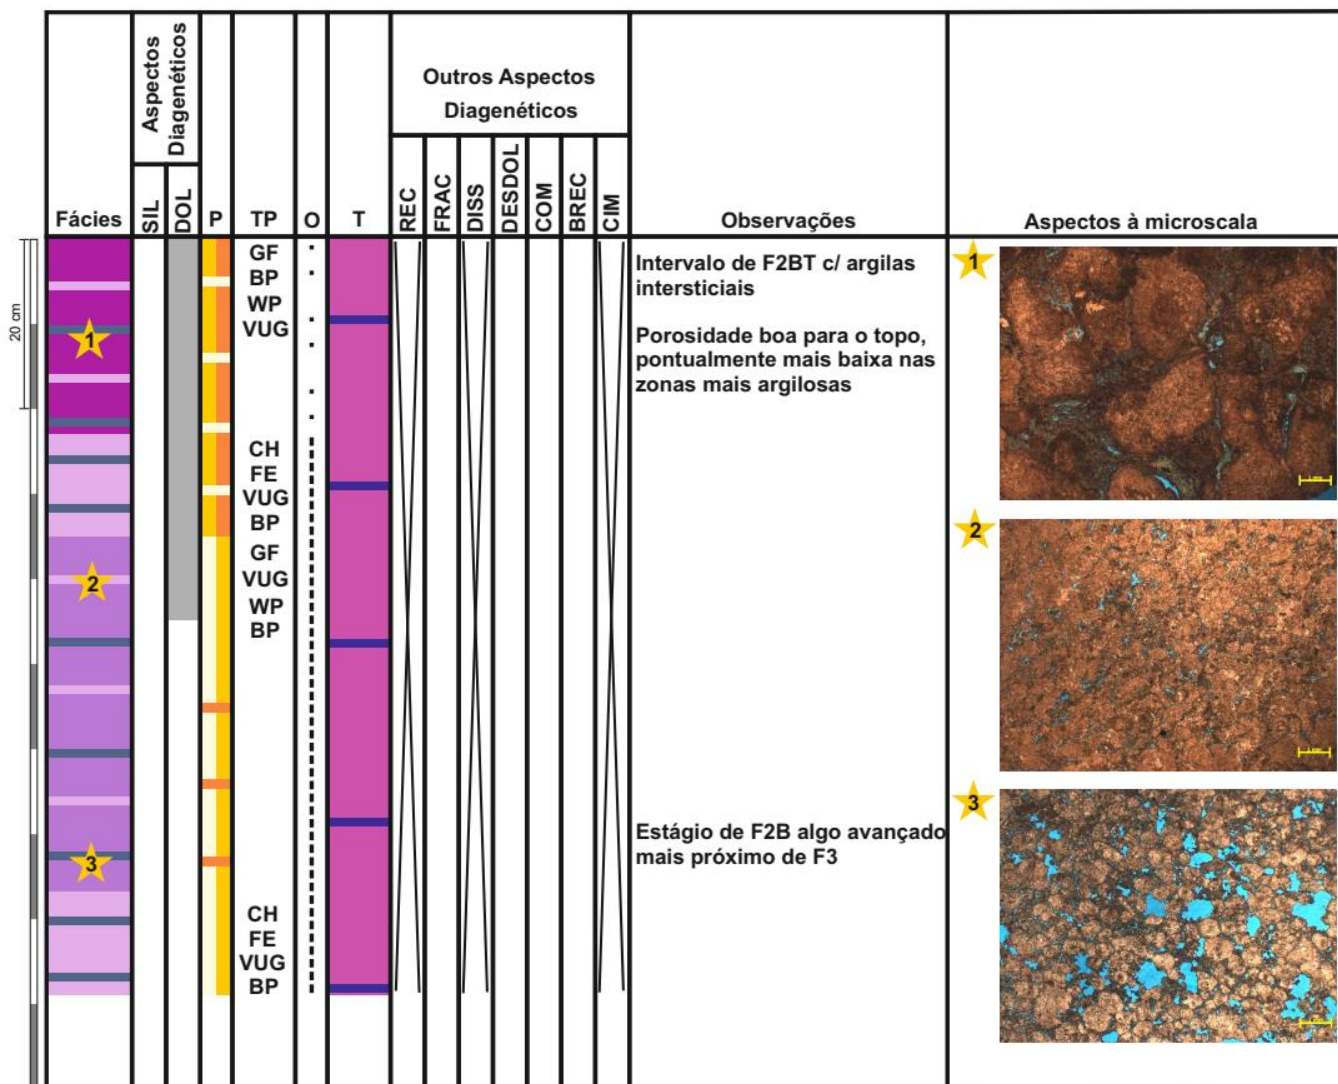 Aspectos
Diagenéticos
Outros Aspectos
Diagenéticos
Fácies
SIL
DOL
P
TP
O
T
REC
FRAC
DISS
DESDOL
COM
BREC
CIM
Observações
Aspectos à microscala
20 cm
GF
BP
WP
VUG
CH
FE
VUG
BP
GF
VUG
WP
BP
CH
FE
VUG
BP
1
2
3
Intervalo de F2BT c/ argilas
intersticiais
Porosidade boa para o topo,
pontualmente mais baixa nas
zonas mais argilosas
Estágio de F2B algo avançado
mais próximo de F3
1
2
3